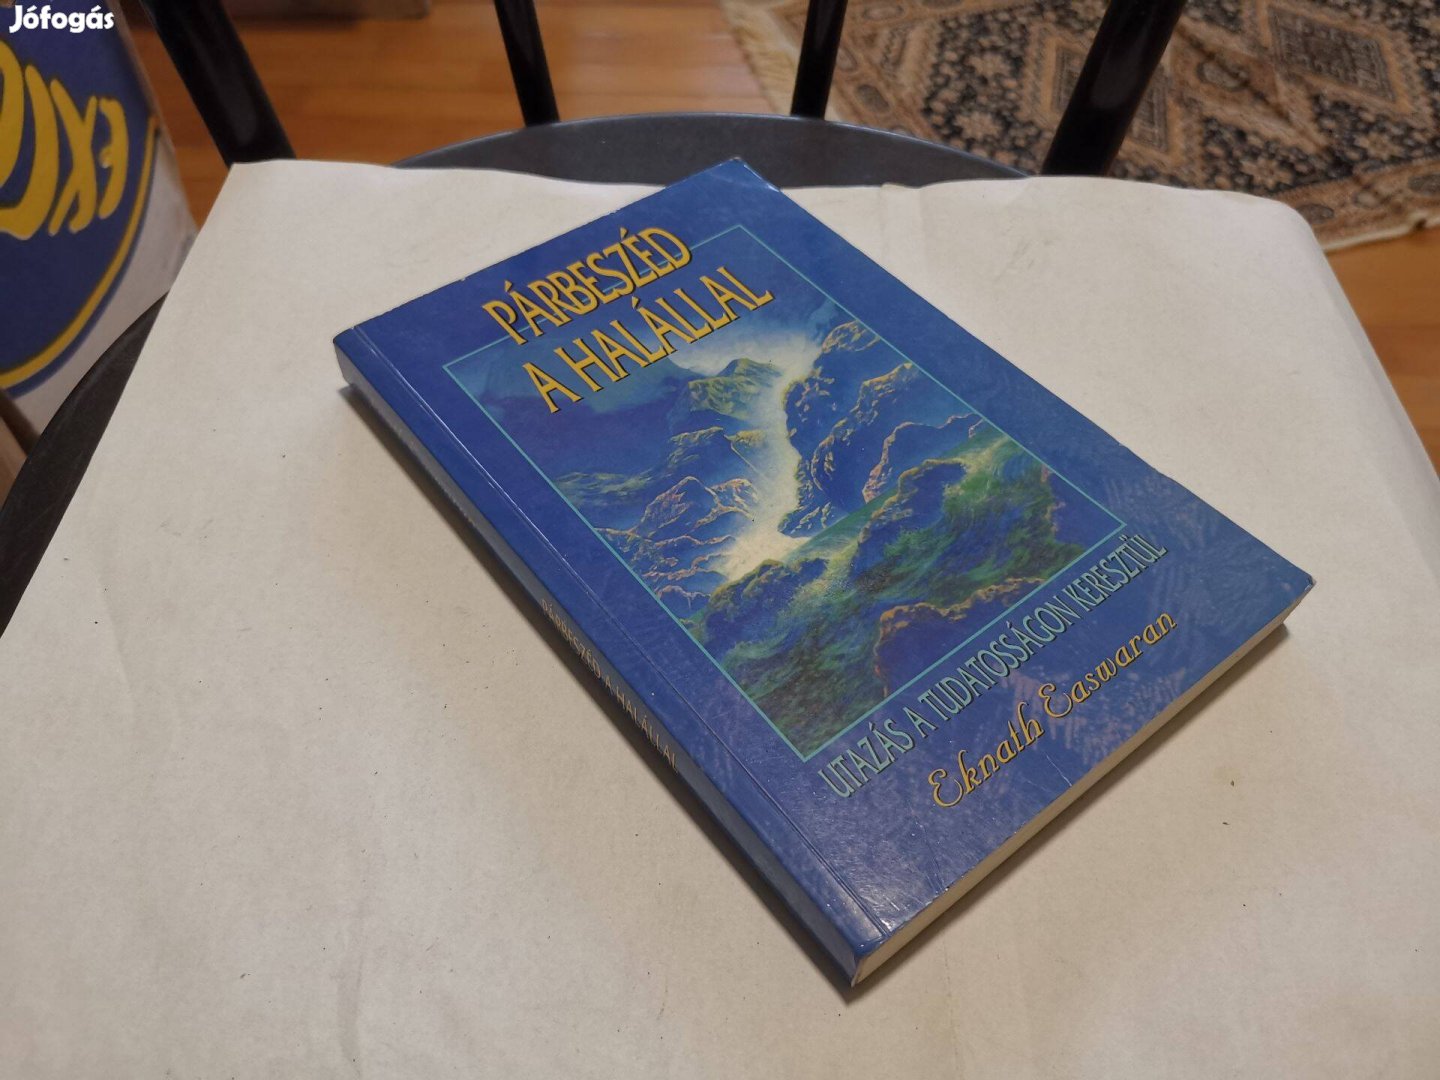 Jófogás
PÁRBESZÉD
A HALÁLLAL
UTAZÁS A TUDATOSSÁGON KERESZTÜL
Eknath Easwaran
PÁRBESZÉD A HALÁLLAL